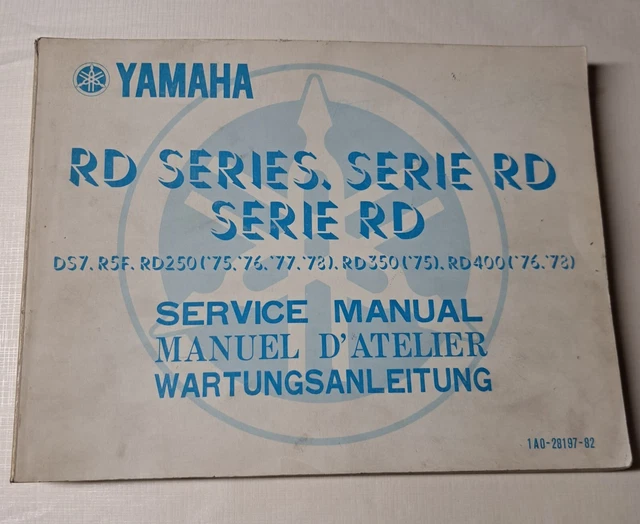 YAMAHA
RD SERIES. SERIE RD
SERIE RD
DS7. R5F. RD250('75.'76.'77.'78). RD350('75). RD400('76.'78)
SERVICE MANUAL
MANUEL D'ATELIER
WARTUNGSANLEITUNG
1A0-28197-82